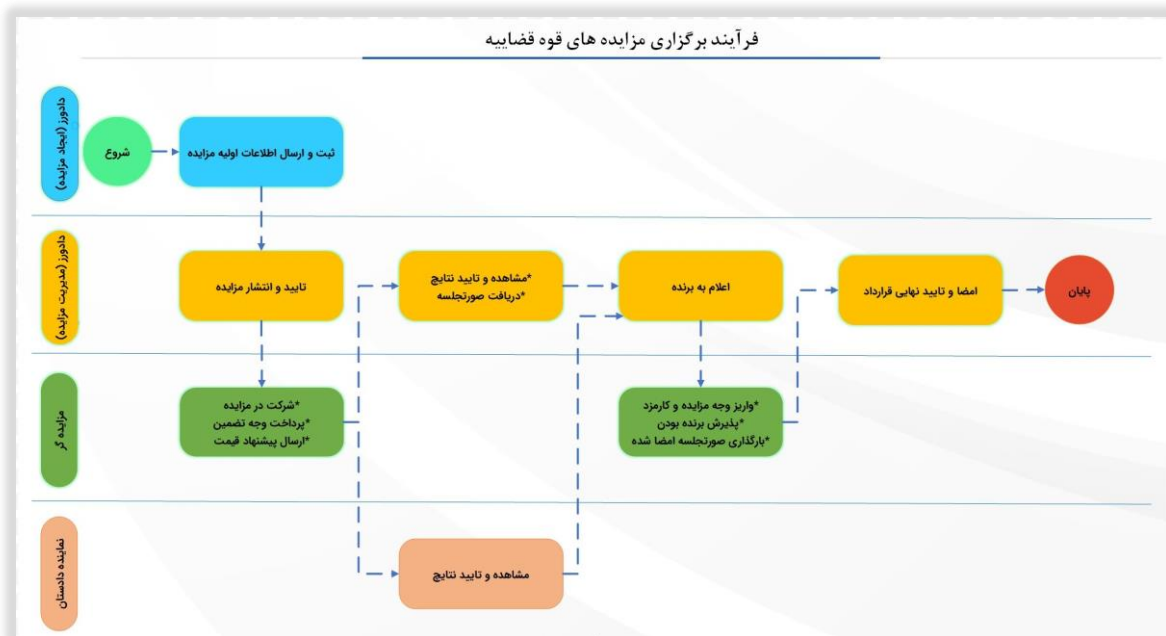 فرآیند برگزاری مزایده های قوه قضاییه
دادورز (ایجاد مزایده)
شروع
ثبت و ارسال اطلاعات اولیه مزایده
دادورز (مدیریت مزایده)
تایید و انتشار مزایده
*مشاهده و تایید نتایج
*دریافت صورتجلسه
اعلام به برنده
امضا و تایید نهایی قرارداد
پایان
مزایده گر
*شرکت در مزایده
*پرداخت وجه تضمین
*ارسال پیشنهاد قیمت
*واریز وجه مزایده و کارمزد
*پذیرش برنده بودن
*بارگذاری صورتجلسه امضا شده
نماینده دادستان
مشاهده و تایید نتایج